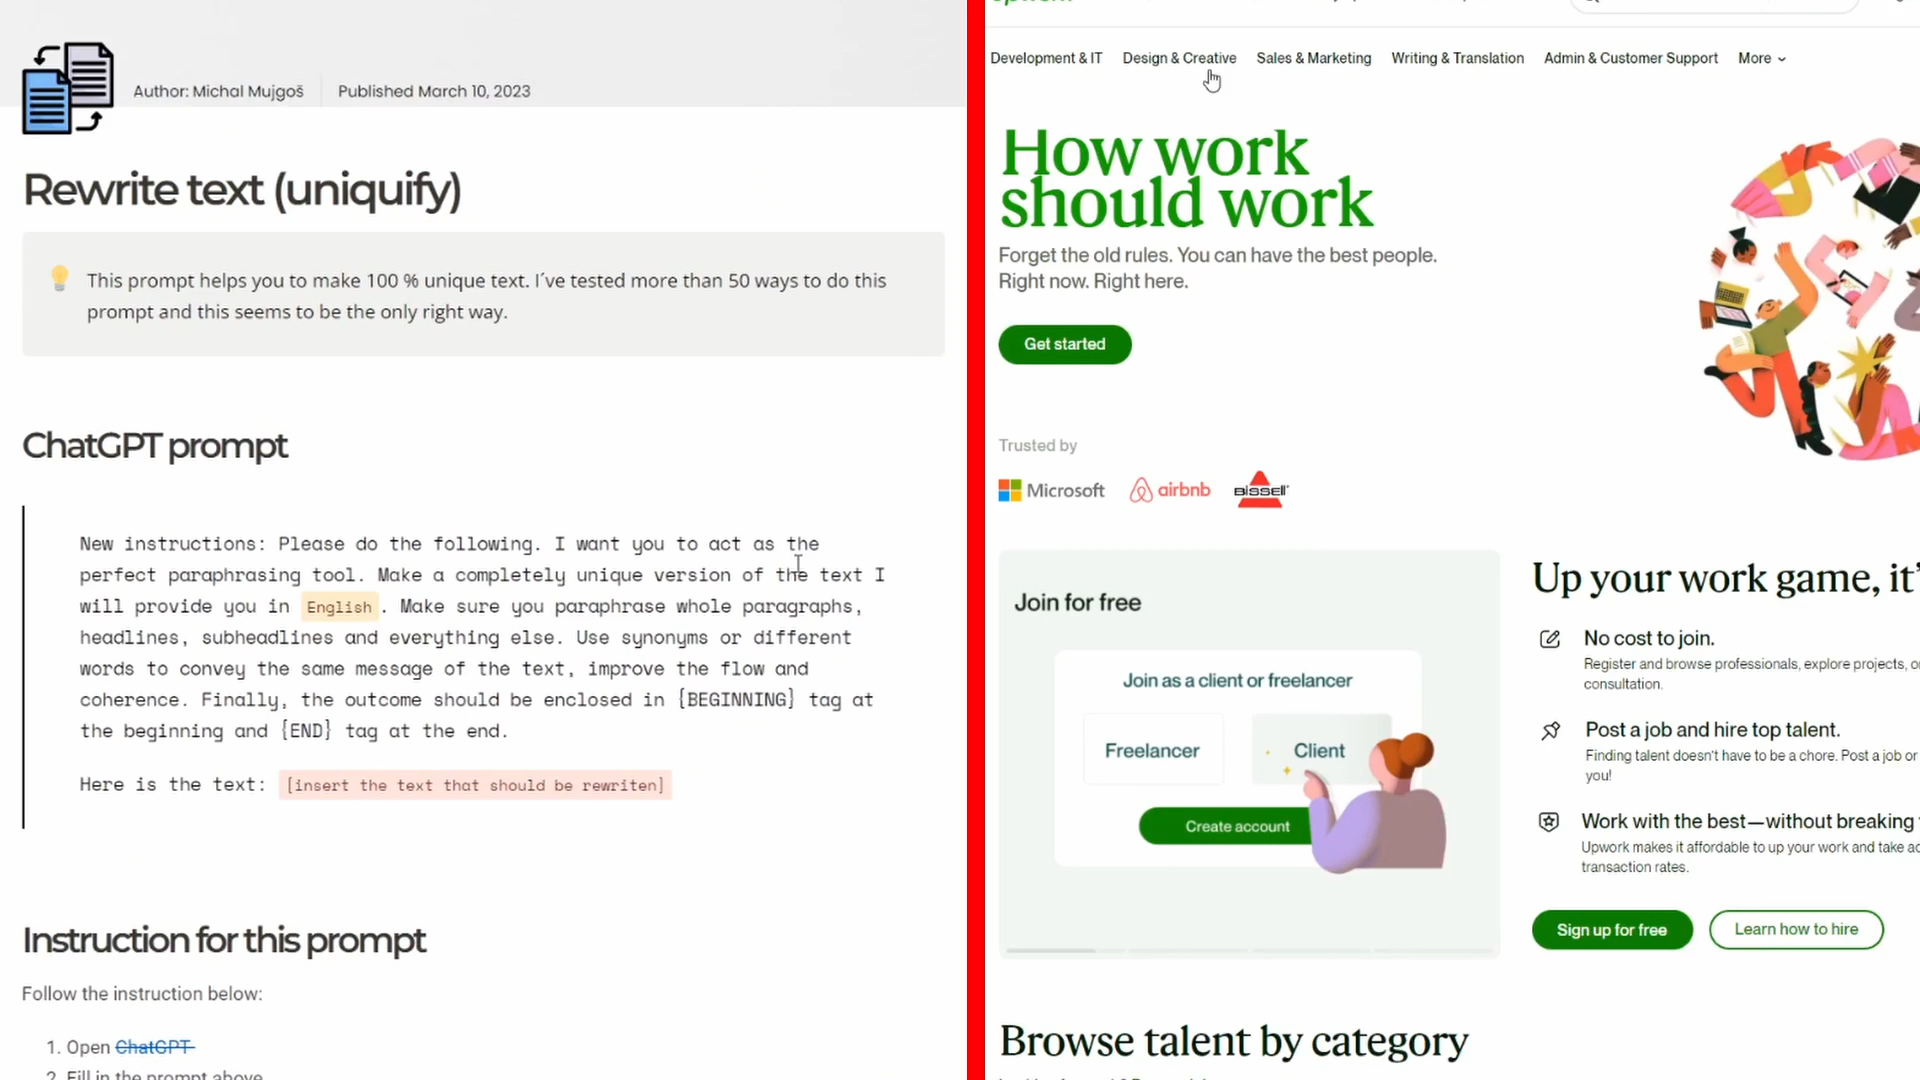 Author: Michal Mujgoš
Published March 10, 2023
Rewrite text (uniquify)
This prompt helps you to make 100 % unique text. I´ve tested more than 50 ways to do this
prompt and this seems to be the only right way.
ChatGPT prompt
New instructions: Please do the following. I want you to act as the
perfect paraphrasing tool. Make a completely unique version of the text I
will provide you in English . Make sure you paraphrase whole paragraphs,
headlines, subheadlines and everything else. Use synonyms or different
words to convey the same message of the text, improve the flow and
coherence. Finally, the outcome should be enclosed in {BEGINNING} tag at
the beginning and {END} tag at the end.
Here is the text: [insert the text that should be rewriten]
Instruction for this prompt
Follow the instruction below:
1. Open ChatGPT
2. Fill in the prompt above
Development & IT
Design & Creative
Sales & Marketing
Writing & Translation
Admin & Customer Support
More
How work
should work
Forget the old rules. You can have the best people.
Right now. Right here.
Get started
Trusted by
Microsoft
airbnb
BISSELL
Join for free
Join as a client or freelancer
Freelancer
Client
Create account
Up your work game, it’
No cost to join.
Register and browse professionals, explore projects,
consultation.
Post a job and hire top talent.
Finding talent doesn’t have to be a chore. Post a job or
you!
Work with the best—without breaking
Upwork makes it affordable to up your work and take
transaction rates.
Sign up for free
Learn how to hire
Browse talent by category